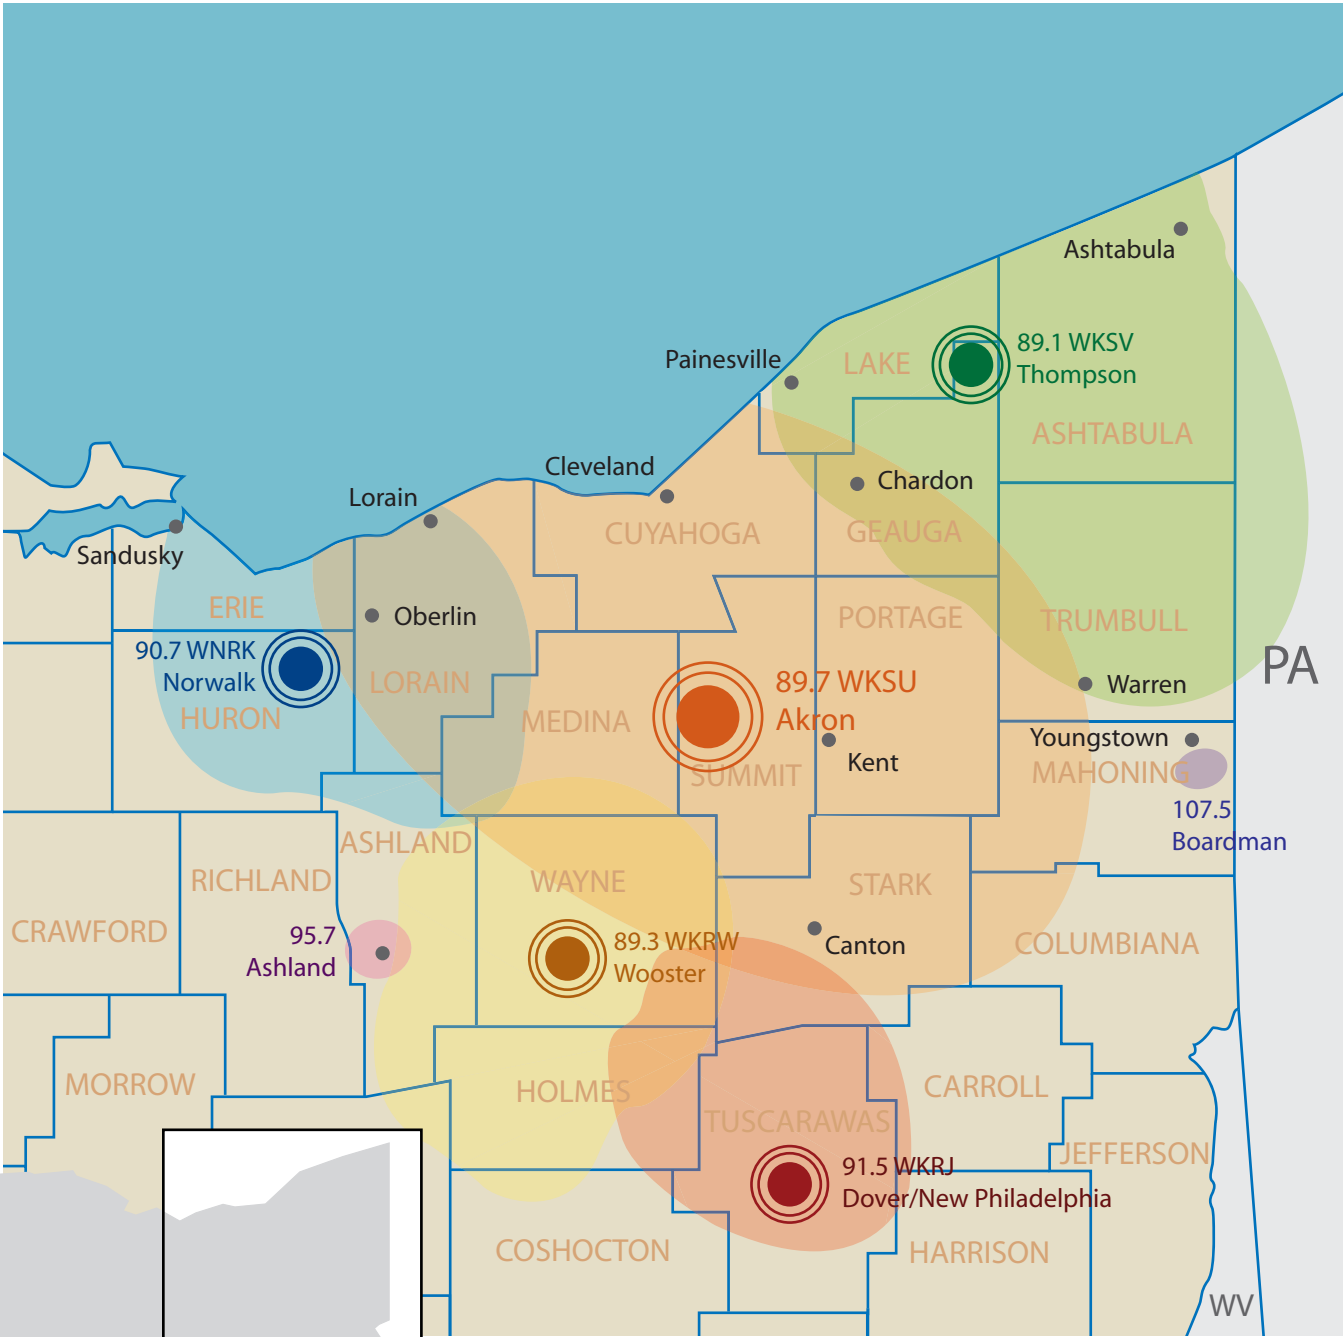 Ashtabula
89.1 WKSV
Thompson
Painesville
LAKE
ASHTABULA
Cleveland
Chardon
Lorain
CUYAHOGA
GEAUGA
Sandusky
ERIE
Oberlin
PORTAGE
TRUMBULL
90.7 WNRK
Norwalk
LORAIN
PA
89.7 WKSU
Akron
Warren
HURON
MEDINA
Youngstown
Kent
SUMMIT
MAHONING
107.5
Boardman
ASHLAND
RICHLAND
WAYNE
STARK
CRAWFORD
95.7
Ashland
89.3 WKRW
Wooster
Canton
COLUMBIANA
MORROW
HOLMES
CARROLL
TUSCARAWAS
JEFFERSON
91.5 WKRJ
Dover/New Philadelphia
COSHOCTON
HARRISON
WV